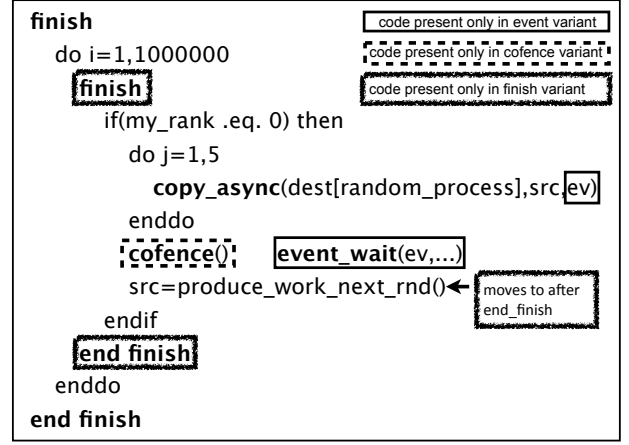 finish
code present only in event variant
do i=1,1000000
code present only in cofence variant
finish
code present only in finish variant
if(my_rank .eq. 0) then
do j=1,5
copy_async(dest[random_process],src,ev)
enddo
cofence() event_wait(ev,...)
src=produce_work_next_rnd()
moves to after
end_finish
endif
end finish
enddo
end finish